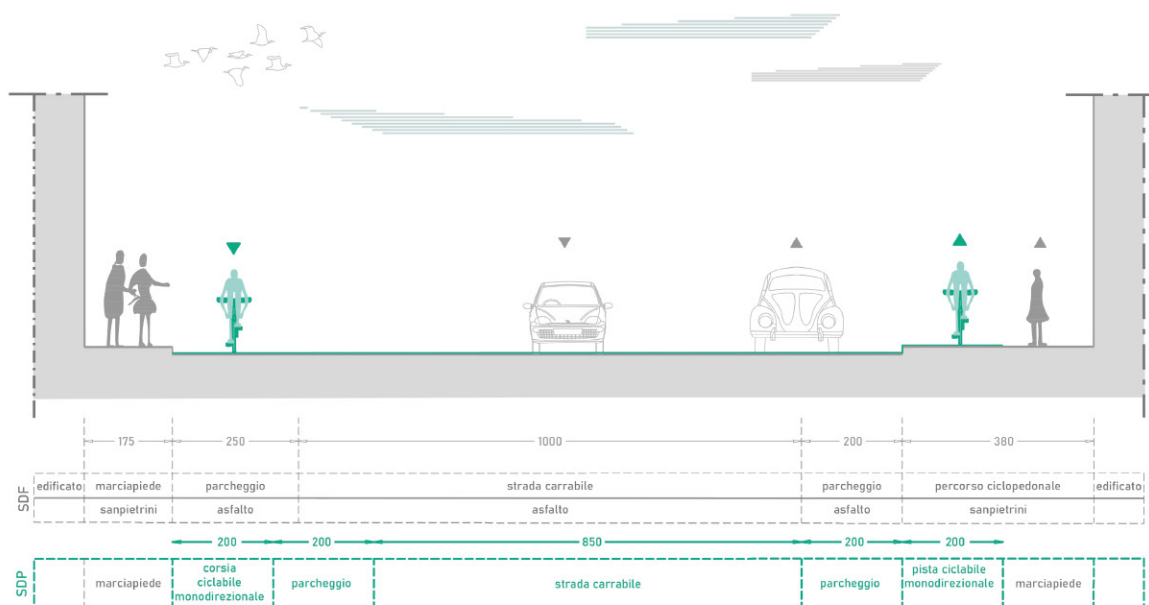 175 250 1000 200 380
SDF
edificato marciapiede parcheggio strada carrabile parcheggio percorso ciclopedonale edificato
sanpietrini asfalto asfalto asfalto sanpietrini
200 200 850 200 200
SDP
marciapiede corsia ciclabile monodirezionale parcheggio strada carrabile parcheggio pista ciclabile monodirezionale marciapiede